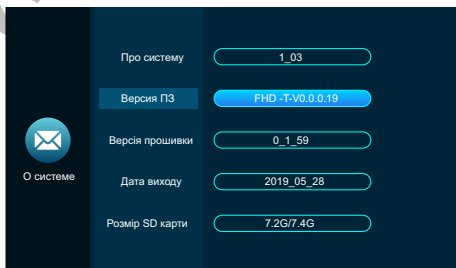 Про систему 1_03
Версия ПЗ FHD -T-V0.0.0.19
Версія прошивки 0_1_59
О системе
Дата виходу 2019_05_28
Розмір SD карти 7.2G/7.4G